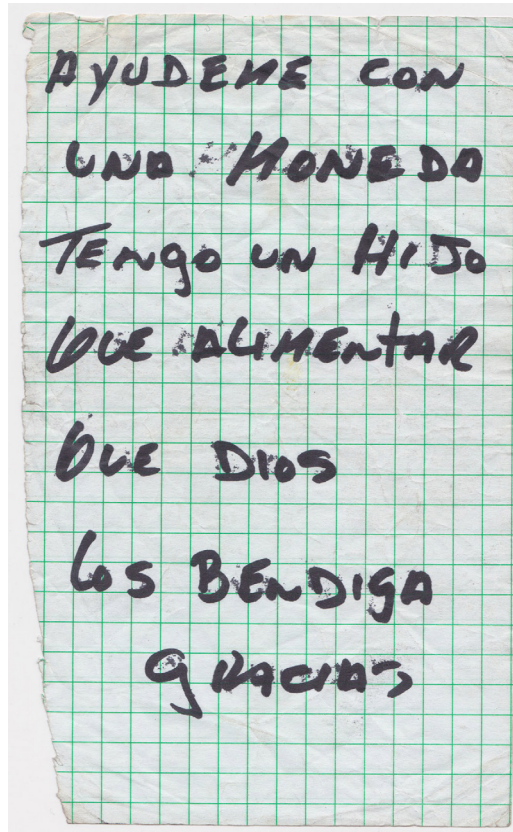 AYUDEME CON
UNA MONEDA
TENGO UN HIJO
QUE ALIMENTAR
QUE DIOS
LOS BENDIGA
GRACIAS